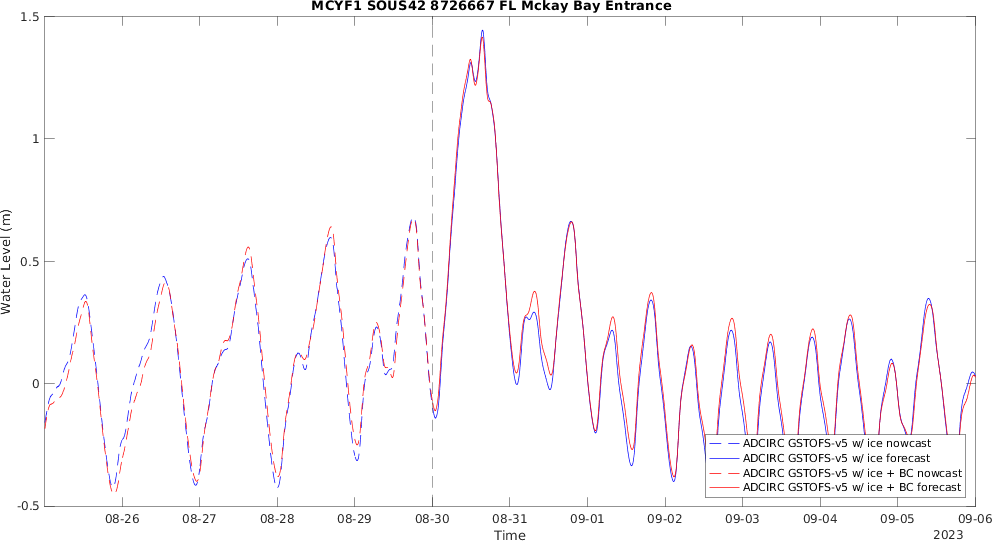 MCYF1 SOUS42 8726667 FL Mckay Bay Entrance
Water Level (m)
1.5
1
0.5
0
-0.5
ADCIRC GSTOFS-v5 w/ ice nowcast
ADCIRC GSTOFS-v5 w/ ice forecast
ADCIRC GSTOFS-v5 w/ ice + BC nowcast
ADCIRC GSTOFS-v5 w/ ice + BC forecast
08-26 08-27 08-28 08-29 08-30 08-31 09-01 09-02 09-03 09-04 09-05 09-06
Time
2023